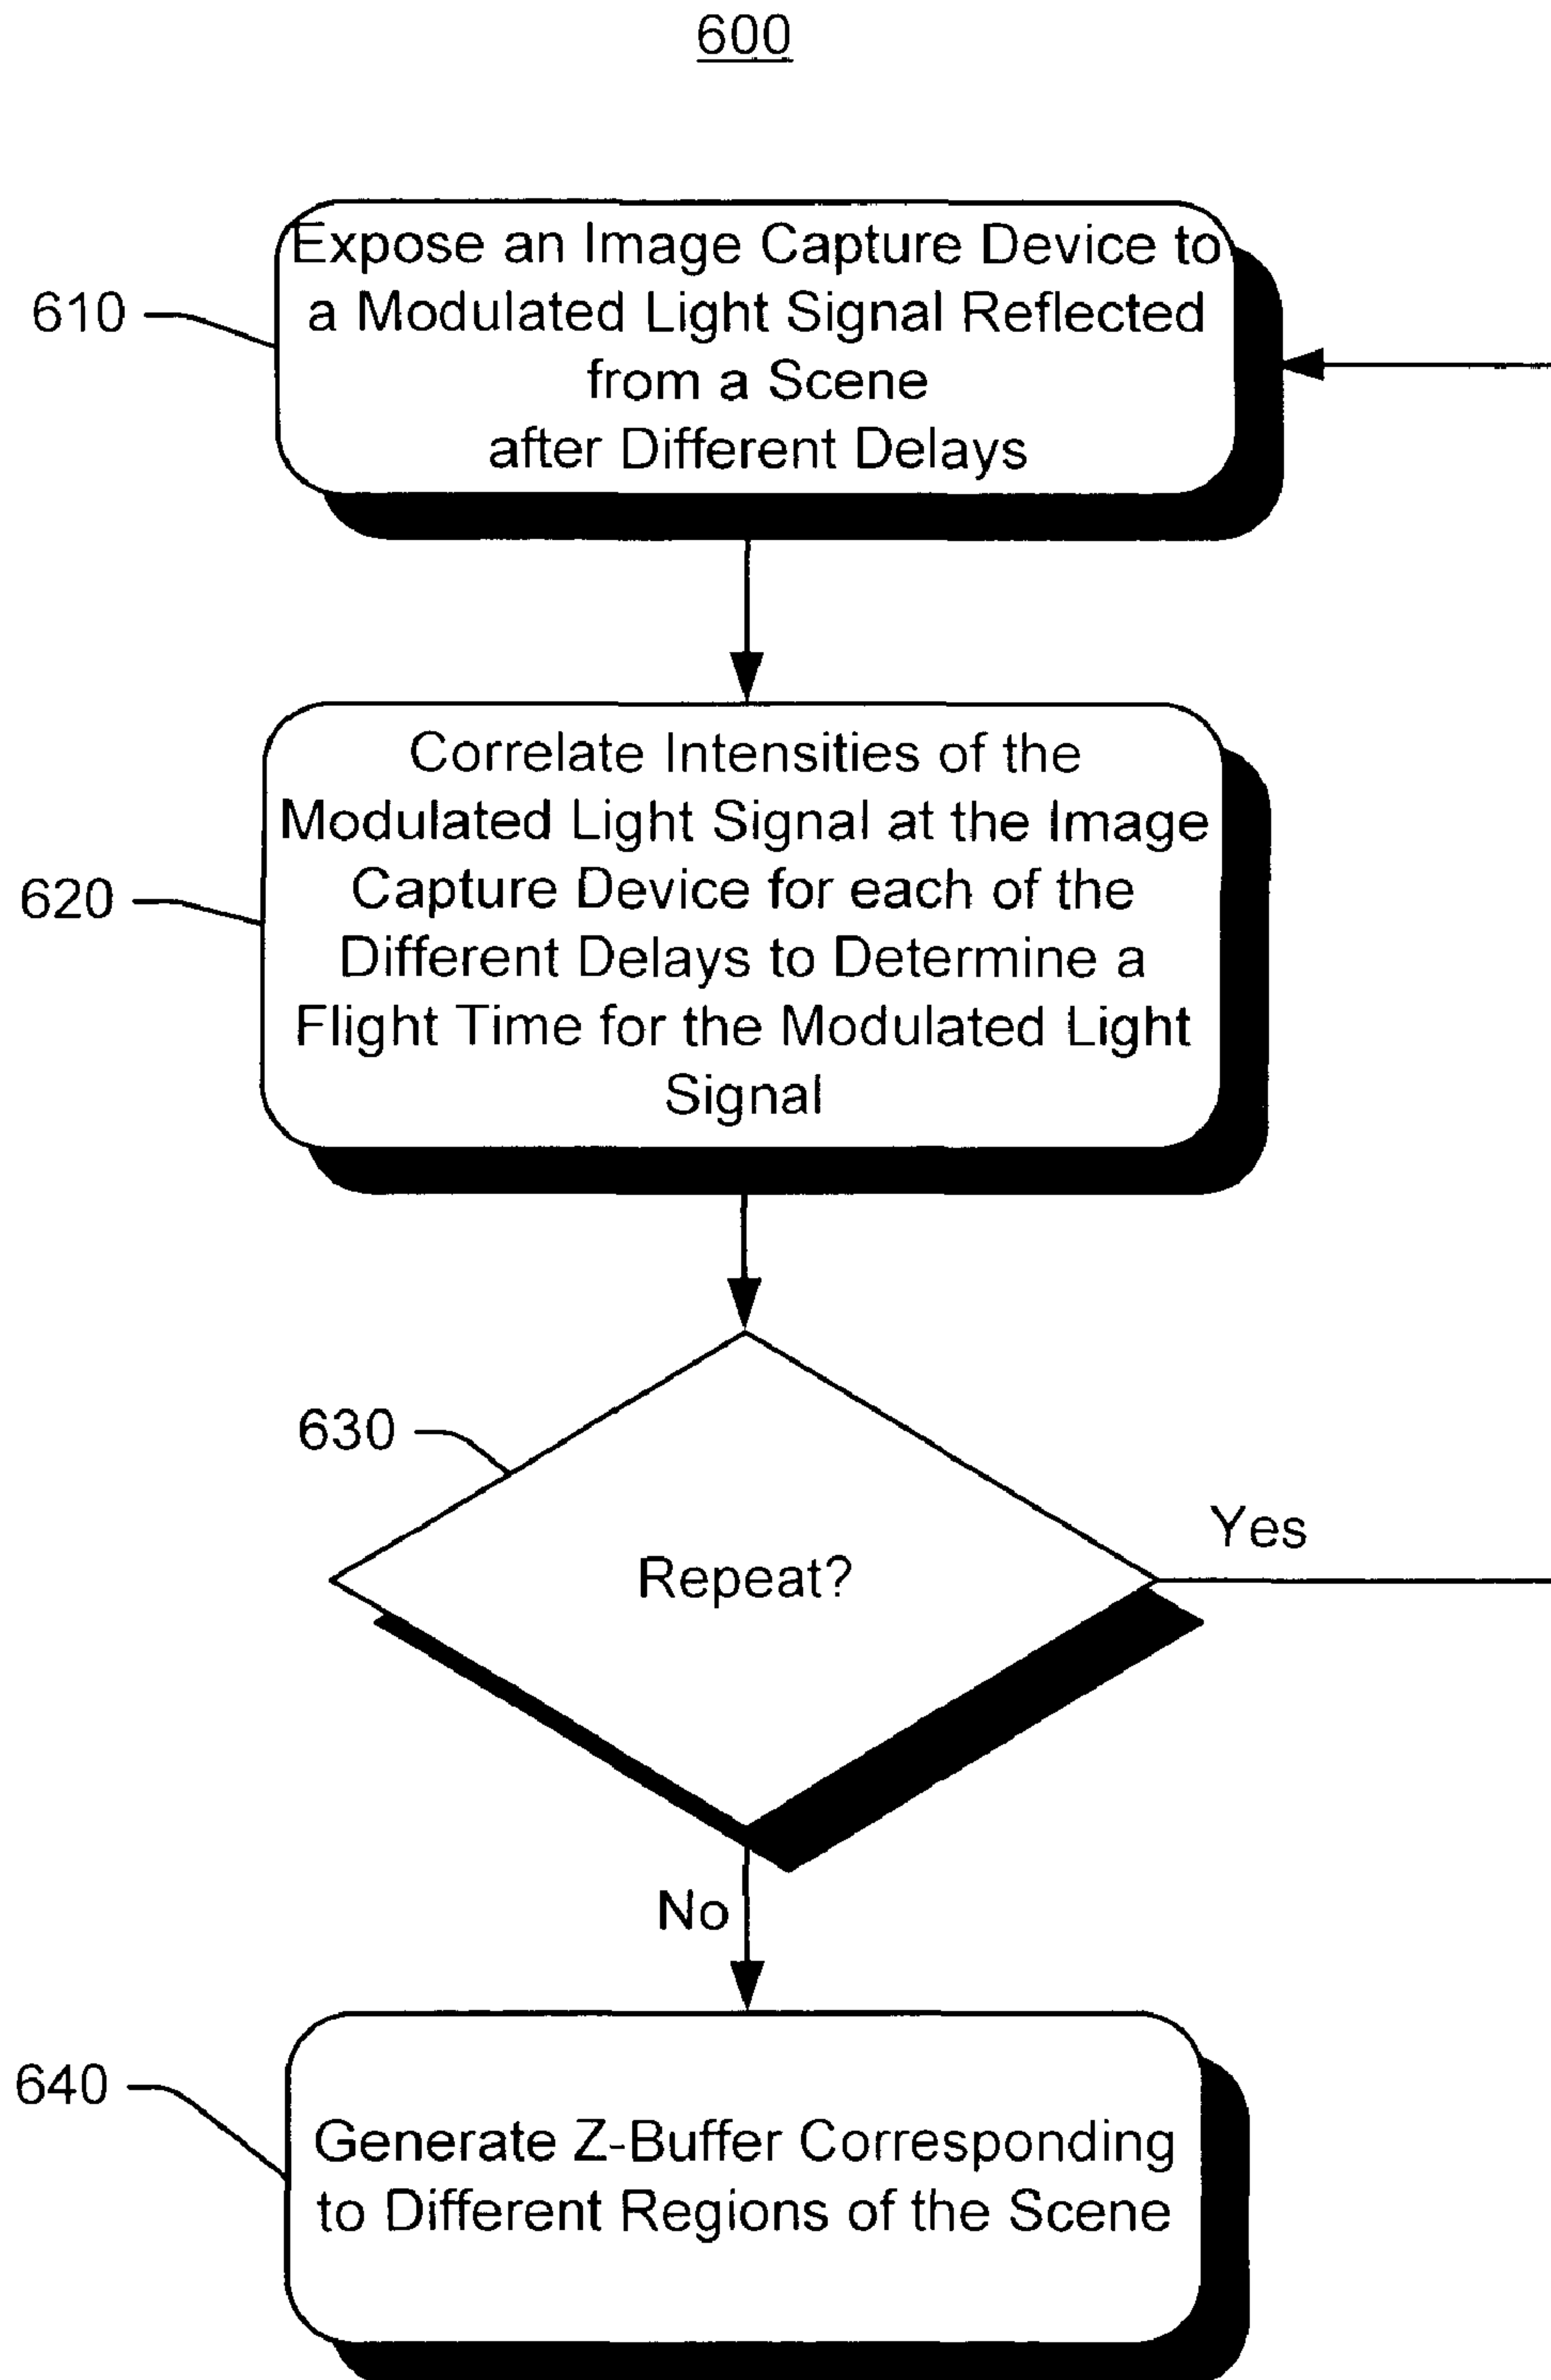 600
610
Expose an Image Capture Device to
a Modulated Light Signal Reflected
from a Scene
after Different Delays
620
Correlate Intensities of the
Modulated Light Signal at the Image
Capture Device for each of the
Different Delays to Determine a
Flight Time for the Modulated Light
Signal
630
Repeat?
Yes
No
640
Generate Z-Buffer Corresponding
to Different Regions of the Scene